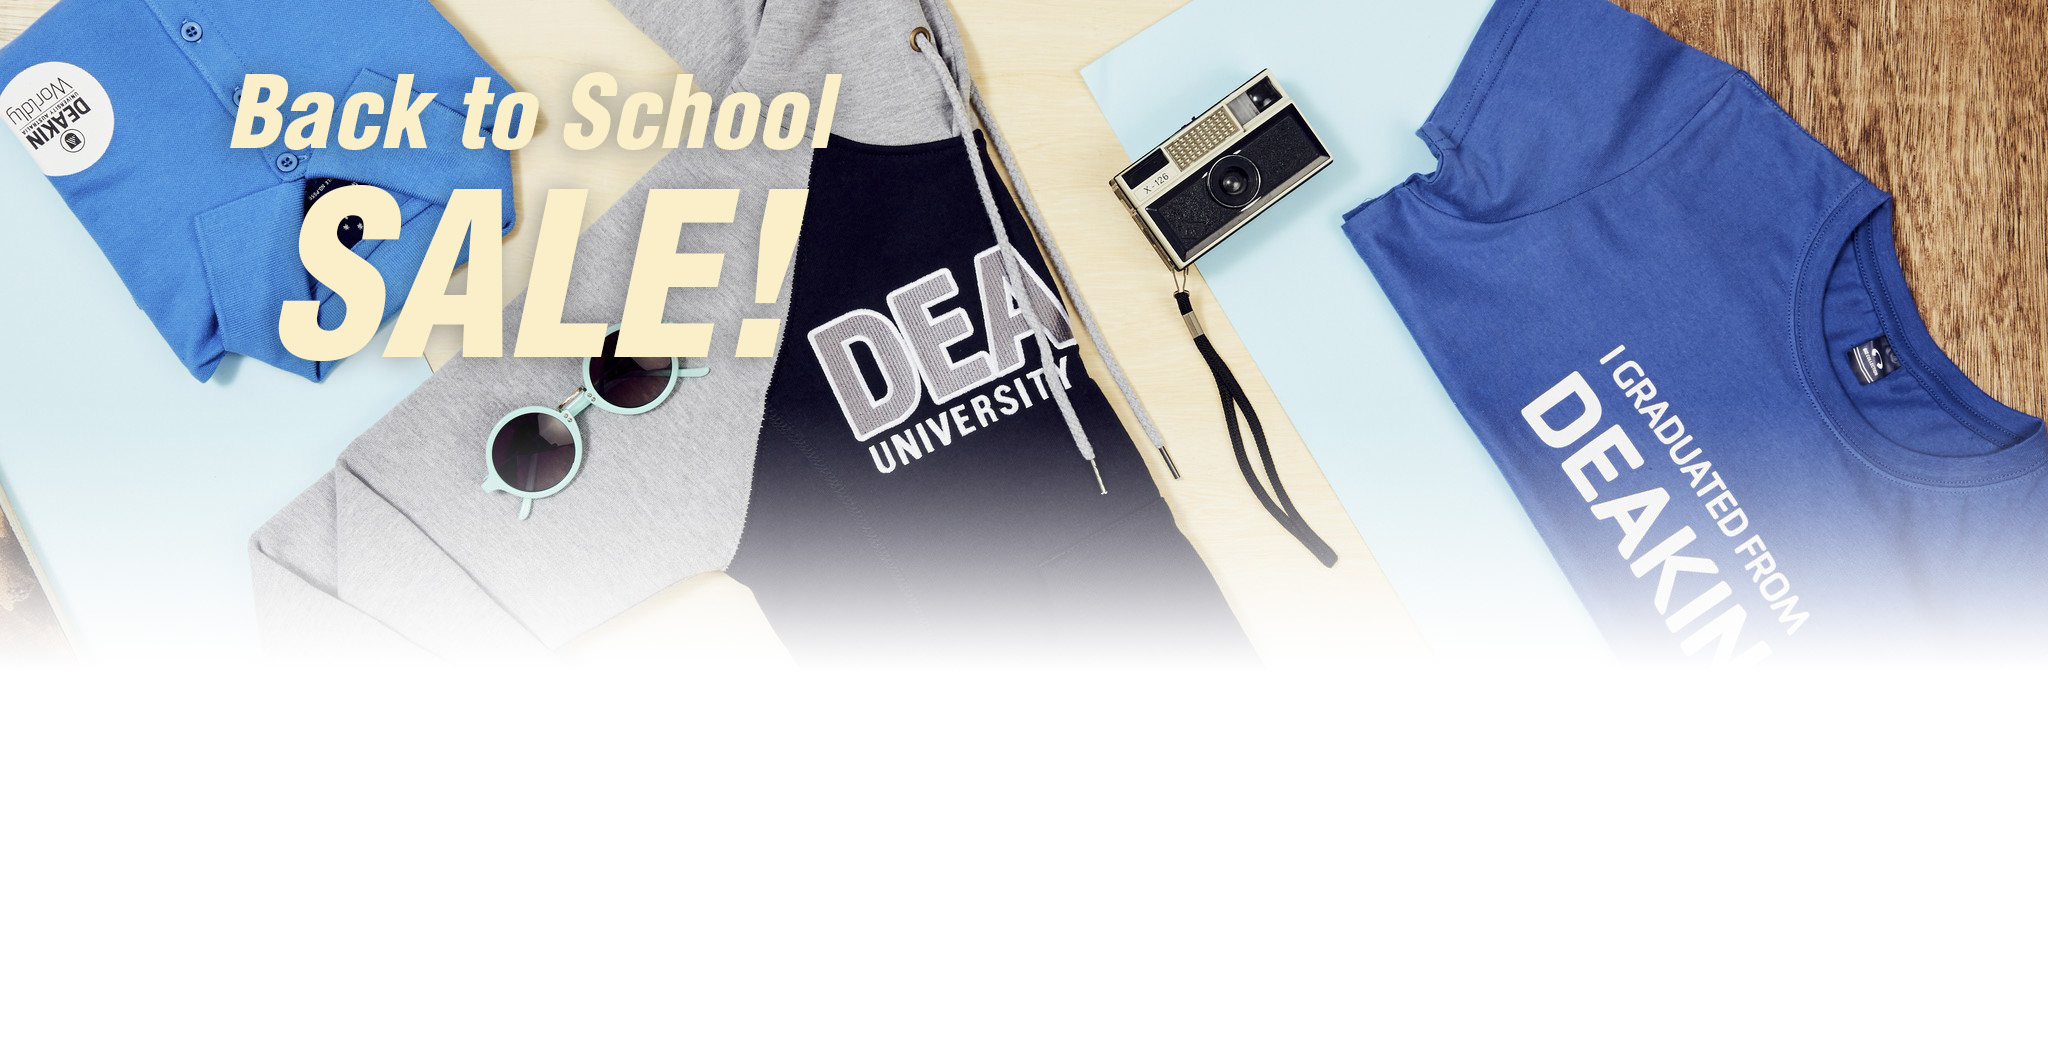 Back to School
SALE!
DEAKIN
UNIVERSITY AUSTRALIA
Worldly
X-126
DEA
UNIVERSITY
I GRADUATED FROM
DEAKIN